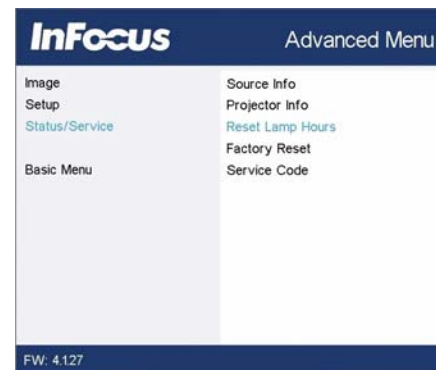 InFocus
Advanced Menu
Image
Setup
Status/Service
Basic Menu
Source Info
Projector Info
Reset Lamp Hours
Factory Reset
Service Code
FW: 4.1.27